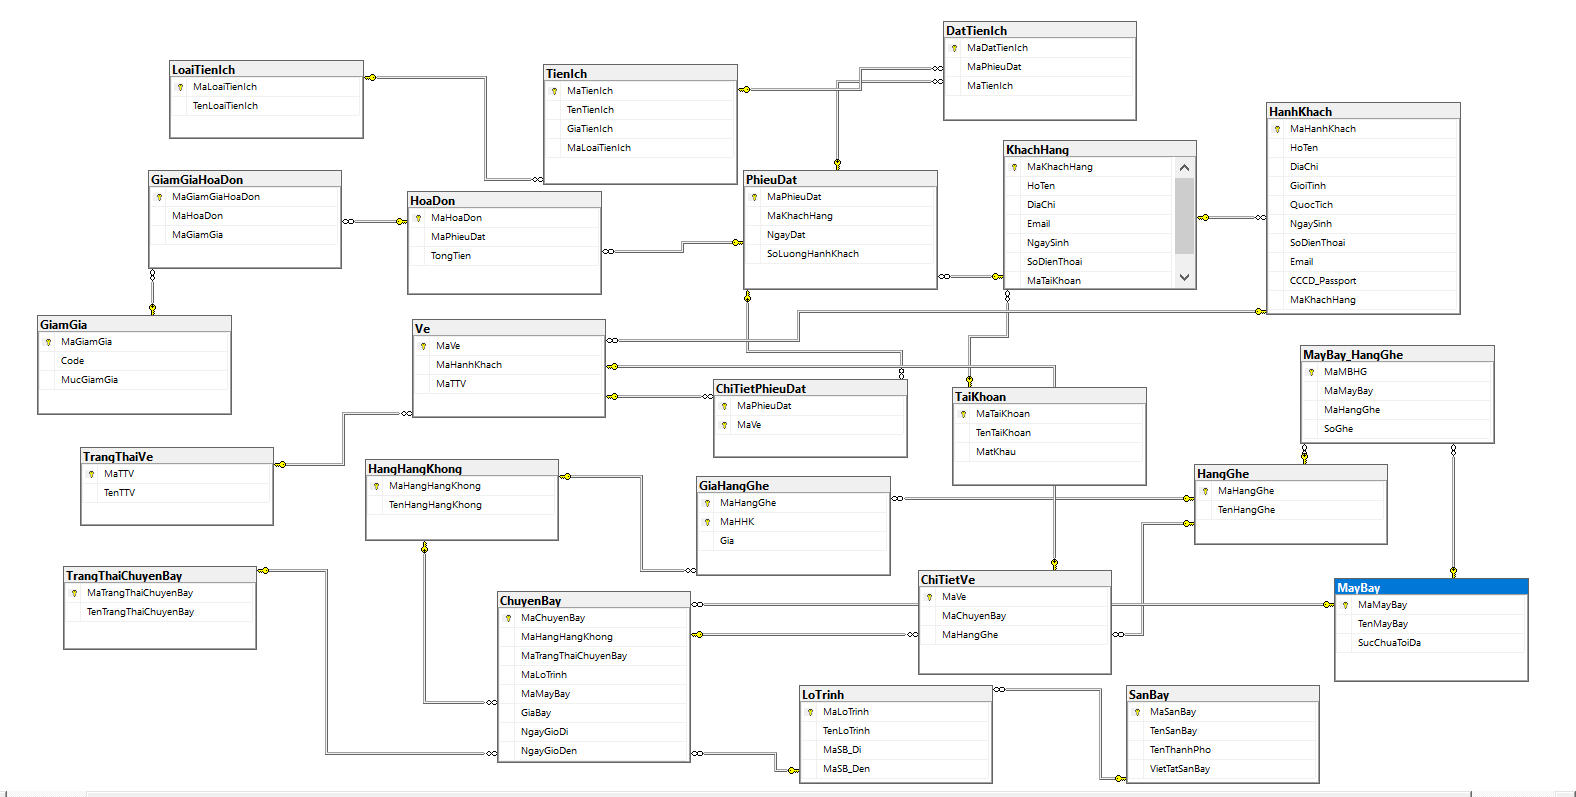 DatTienIch
MaDatTienIch
MaPhieuDat
MaTienIch
LoaiTienIch
MaLoaiTienIch
TenLoaiTienIch
TienIch
MaTienIch
TenTienIch
GiaTienIch
MaLoaiTienIch
HanhKhach
MaHanhKhach
HoTen
DiaChi
GioiTinh
QuocTich
NgaySinh
SoDienThoai
Email
CCCD_Passport
MaKhachHang
KhachHang
MaKhachHang
HoTen
DiaChi
Email
NgaySinh
SoDienThoai
MaTaiKhoan
GiamGiaHoaDon
MaGiamGiaHoaDon
MaHoaDon
MaGiamGia
PhieuDat
MaPhieuDat
MaKhachHang
NgayDat
SoLuongHanhKhach
HoaDon
MaHoaDon
MaPhieuDat
TongTien
GiamGia
MaGiamGia
Code
MucGiamGia
Ve
MaVe
MaHanhKhach
MaTTV
MayBay_HangGhe
MaMBHG
MaMayBay
MaHangGhe
SoGhe
ChiTietPhieuDat
MaPhieuDat
MaVe
TaiKhoan
MaTaiKhoan
TenTaiKhoan
MatKhau
TrangThaiVe
MaTTV
TenTTV
HangHangKhong
MaHangHangKhong
TenHangHangKhong
HangGhe
MaHangGhe
TenHangGhe
GiaHangGhe
MaHangGhe
MaHHK
Gia
TrangThaiChuyenBay
MaTrangThaiChuyenBay
TenTrangThaiChuyenBay
ChiTietVe
MaVe
MaChuyenBay
MaHangGhe
MayBay
MaMayBay
TenMayBay
SucChuaToiDa
ChuyenBay
MaChuyenBay
MaHangHangKhong
MaTrangThaiChuyenBay
MaLoTrinh
MaMayBay
GiaBay
NgayGioDi
NgayGioDen
LoTrinh
MaLoTrinh
TenLoTrinh
MaSB_Di
MaSB_Den
SanBay
MaSanBay
TenSanBay
TenThanhPho
VietTatSanBay